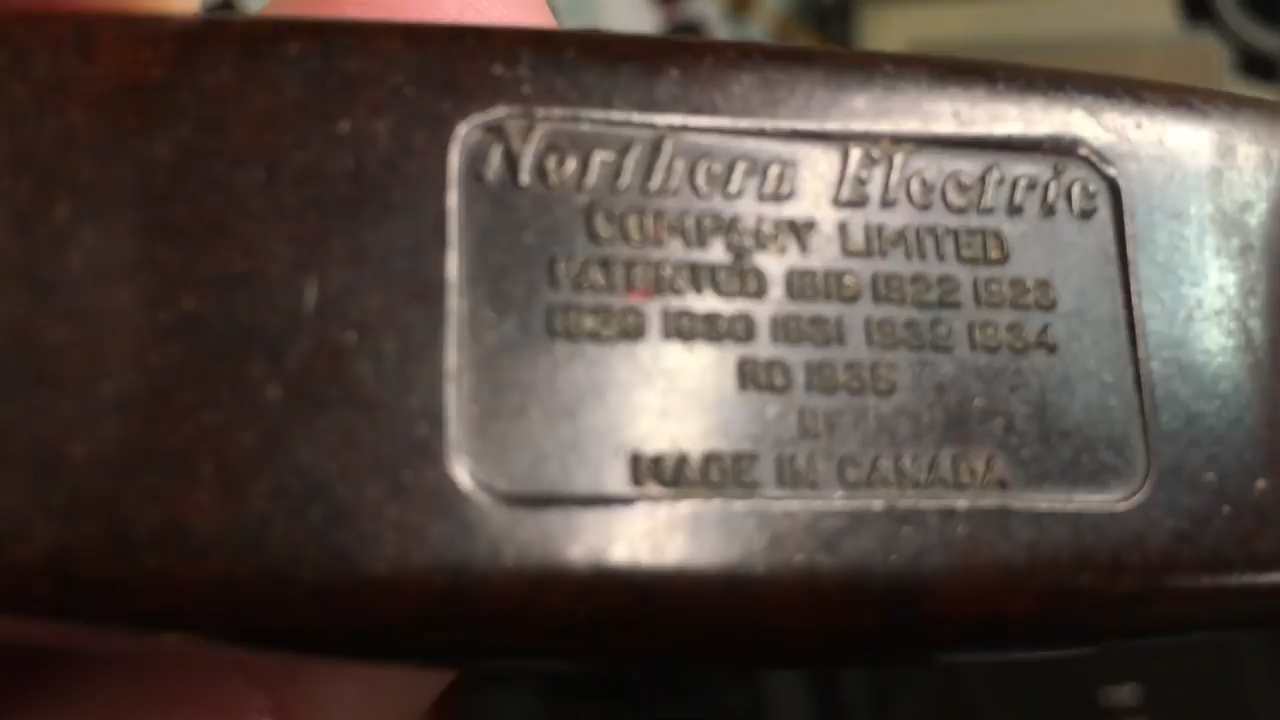 Northern Electric
COMPANY LIMITED
PATENTED 1919 1922 1923
1929 1930 1931 1932 1934
RD 1935
MADE IN CANADA